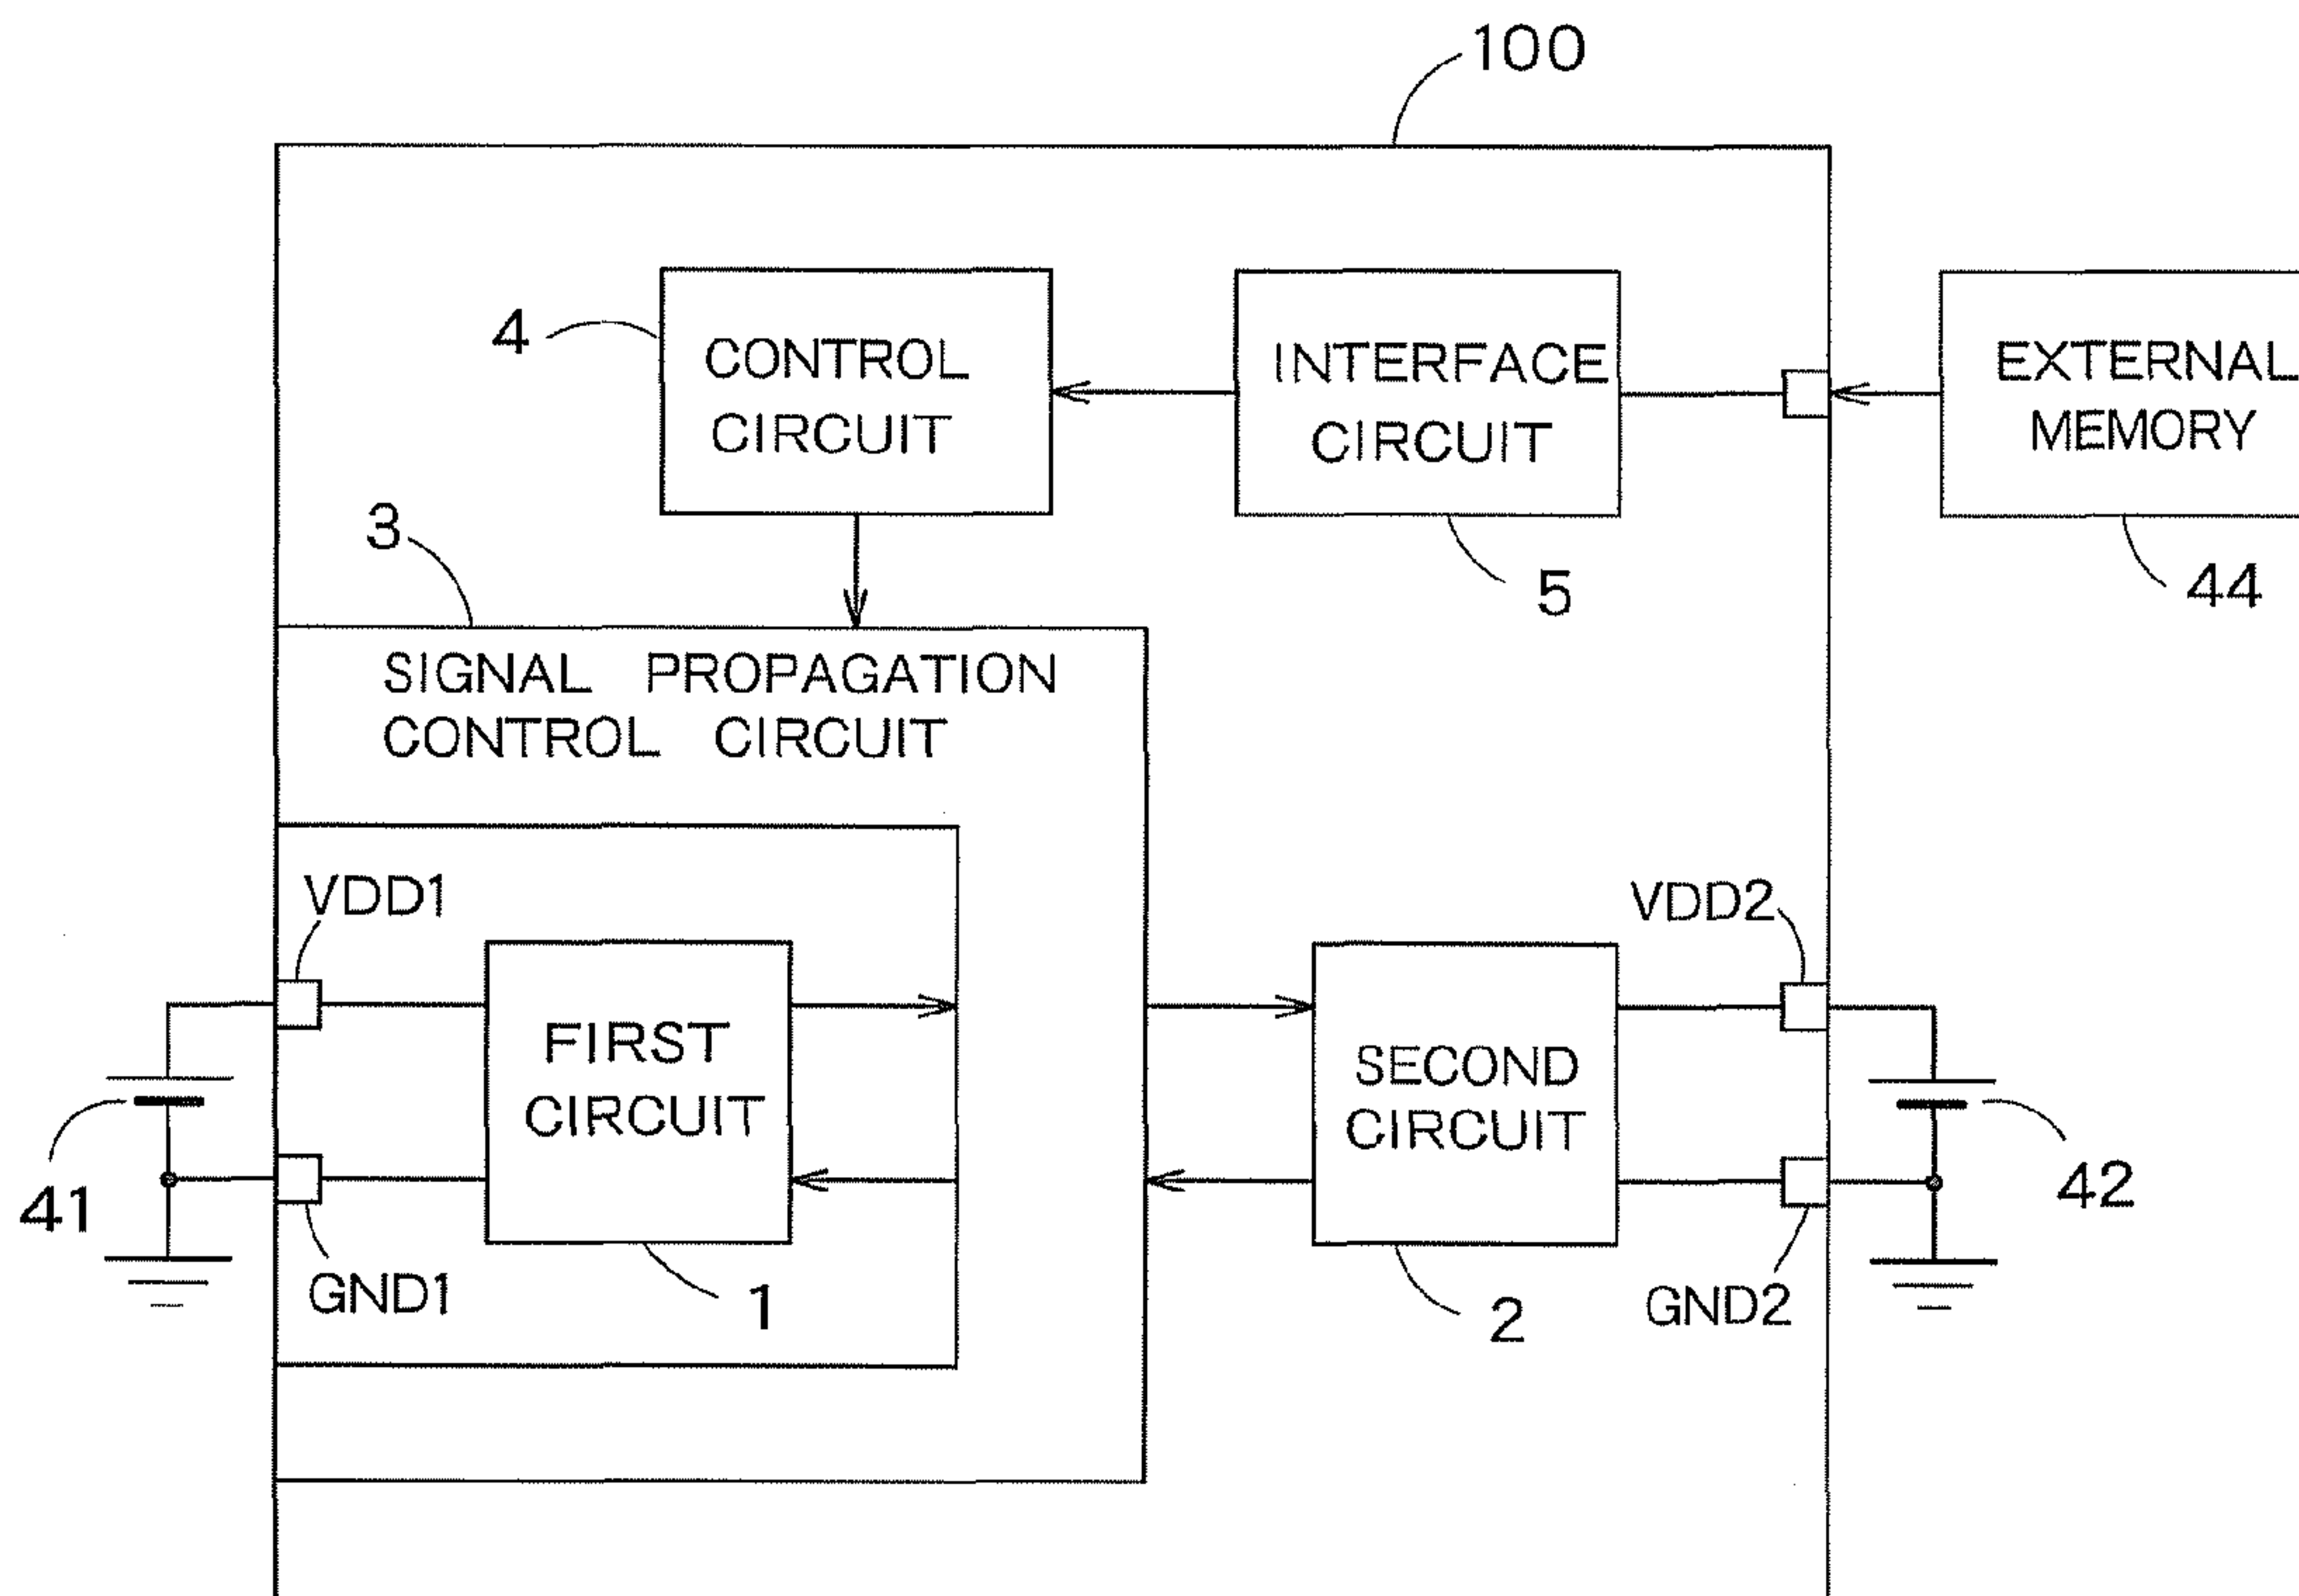 100
4
CONTROL
CIRCUIT
INTERFACE
CIRCUIT
EXTERNAL
MEMORY
3
5
44
SIGNAL PROPAGATION
CONTROL CIRCUIT
VDD1
VDD2
FIRST
CIRCUIT
SECOND
CIRCUIT
41
42
GND1
1
2
GND2